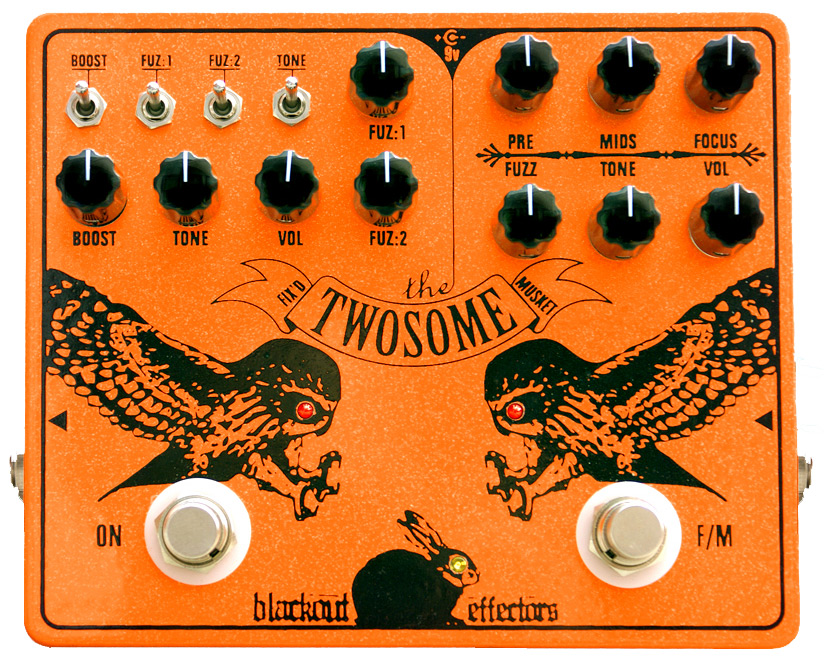 BOOST FUZ:1 FUZ:2 TONE
+ - 9v
FUZ:1
PRE MIDS FOCUS
FUZZ TONE VOL
BOOST TONE VOL FUZ:2
FIX'D the MUSKET
TWOSOME
ON F/M
blackout effectors